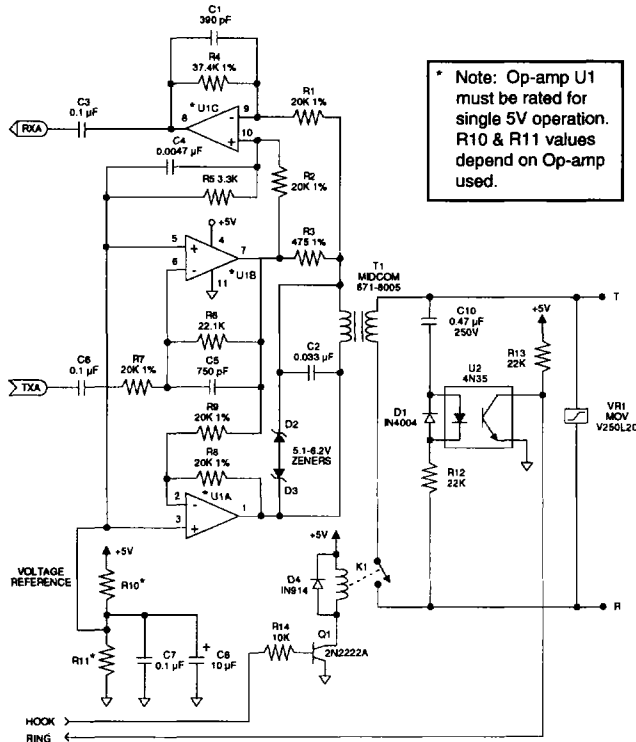 C1
390 pF
R4
37.4K 1%
C3
0.1 µF
RXA
*U1C
8
9
-
10
+
R1
20K 1%
C4
0.0047 µF
R5 3.3K
R2
20K 1%
+5V
5
+
4
7
6
-
11
*U1B
R3
475 1%
T1
MIDCOM
671-8005
R6
22.1K
C6
0.1 µF
R7
20K 1%
C5
750 pF
TXA
C2
0.033 µF
R9
20K 1%
R8
20K 1%
D2
5.1-6.2V
ZENERS
D3
2
-
*U1A
1
3
+
VOLTAGE
REFERENCE
+5V
R10*
R11*
C7
0.1 µF
+
C8
10 µF
+5V
D4
IN914
K1
R14
10K
Q1
2N2222A
HOOK
RING
C10
0.47 µF
250V
+5V
R13
22K
U2
4N35
D1
IN4004
R12
22K
T
VR1
MOV
V250L20
R
* Note: Op-amp U1
must be rated for
single 5V operation.
R10 & R11 values
depend on Op-amp
used.